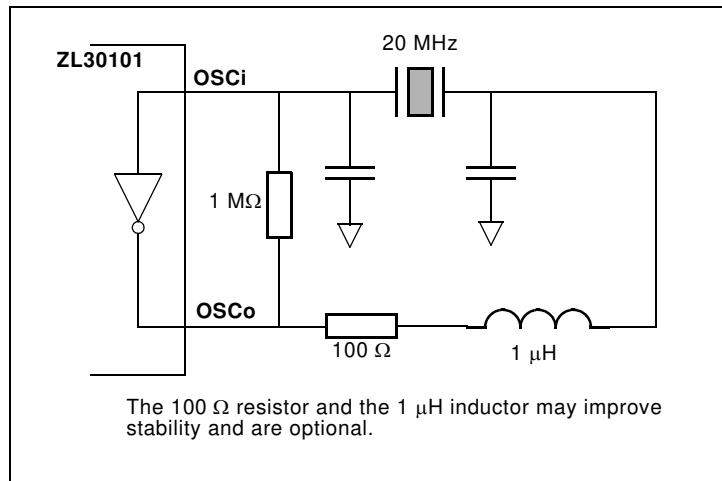 20 MHz
ZL30101
OSCi
1 MΩ
OSCo
100 Ω
1 μH
The 100 Ω resistor and the 1 μH inductor may improve
stability and are optional.